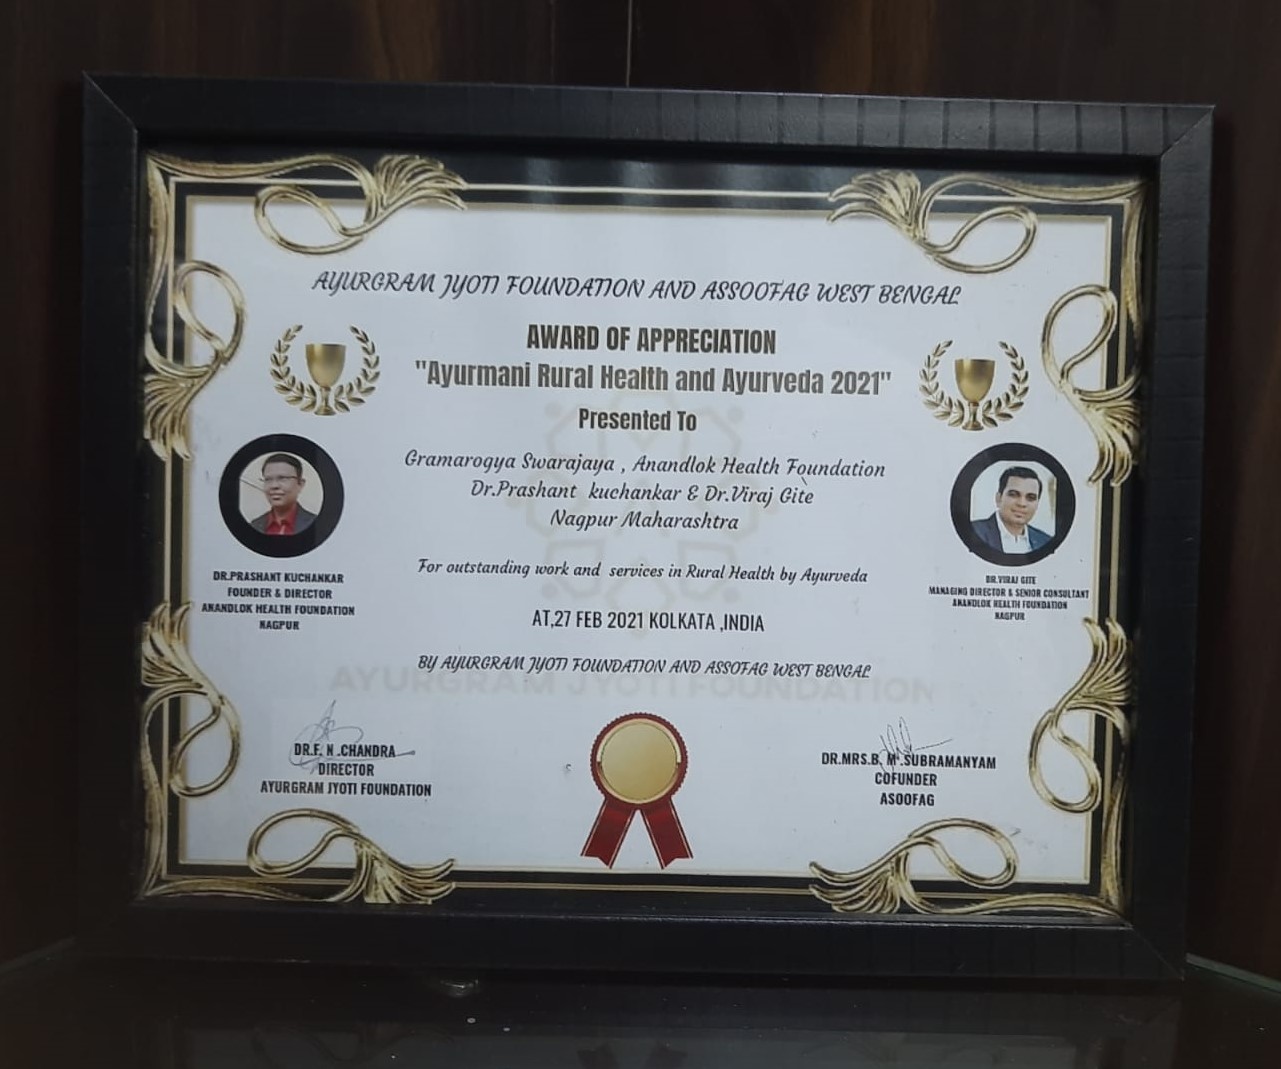 AYURGRAM JYOTI FOUNDATION AND ASSOOFAG WEST BENGAL
AWARD OF APPRECIATION
"Ayurmani Rural Health and Ayurveda 2021"
Presented To
Gramarogya Swarajaya , Anandlok Health Foundation
Dr.Prashant kuchankar & Dr.Viraj Gite
Nagpur Maharashtra
DR.PRASHANT KUCHANKAR
FOUNDER & DIRECTOR
ANANDLOK HEALTH FOUNDATION
NAGPUR
DR.VIRAJ GITE
MANAGING DIRECTOR & SENIOR CONSULTANT
ANANDLOK HEALTH FOUNDATION
NAGPUR
For outstanding work and services in Rural Health by Ayurveda
AT,27 FEB 2021 KOLKATA ,INDIA
BY AYURGRAM JYOTI FOUNDATION AND ASSOFAG WEST BENGAL
AYURGRAM JYOTI FOUNDATION
DR.F. N .CHANDRA
DIRECTOR
AYURGRAM JYOTI FOUNDATION
DR.MRS.B. M .SUBRAMANYAM
COFUNDER
ASOOFAG